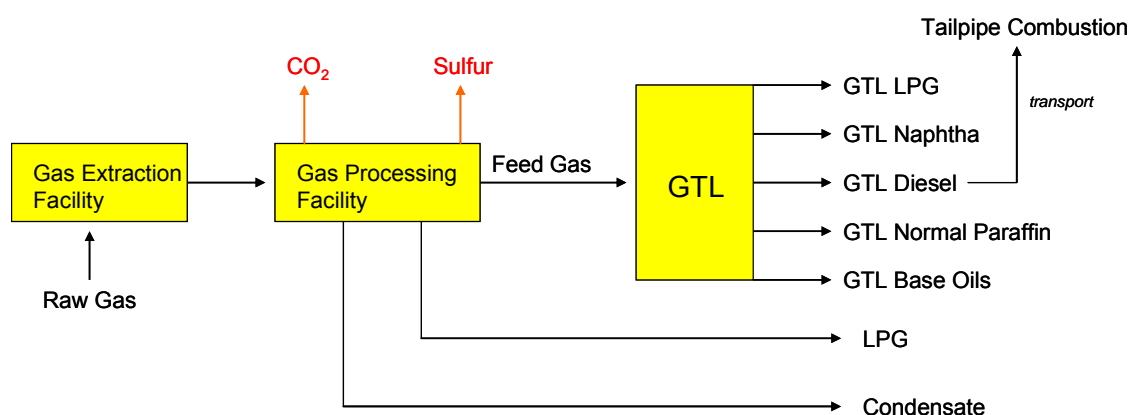 Tailpipe Combustion
CO₂
Sulfur
GTL LPG
transport
GTL Naphtha
Gas Extraction
Facility
Gas Processing
Facility
Feed Gas
GTL
GTL Diesel
GTL Normal Paraffin
GTL Base Oils
Raw Gas
LPG
Condensate